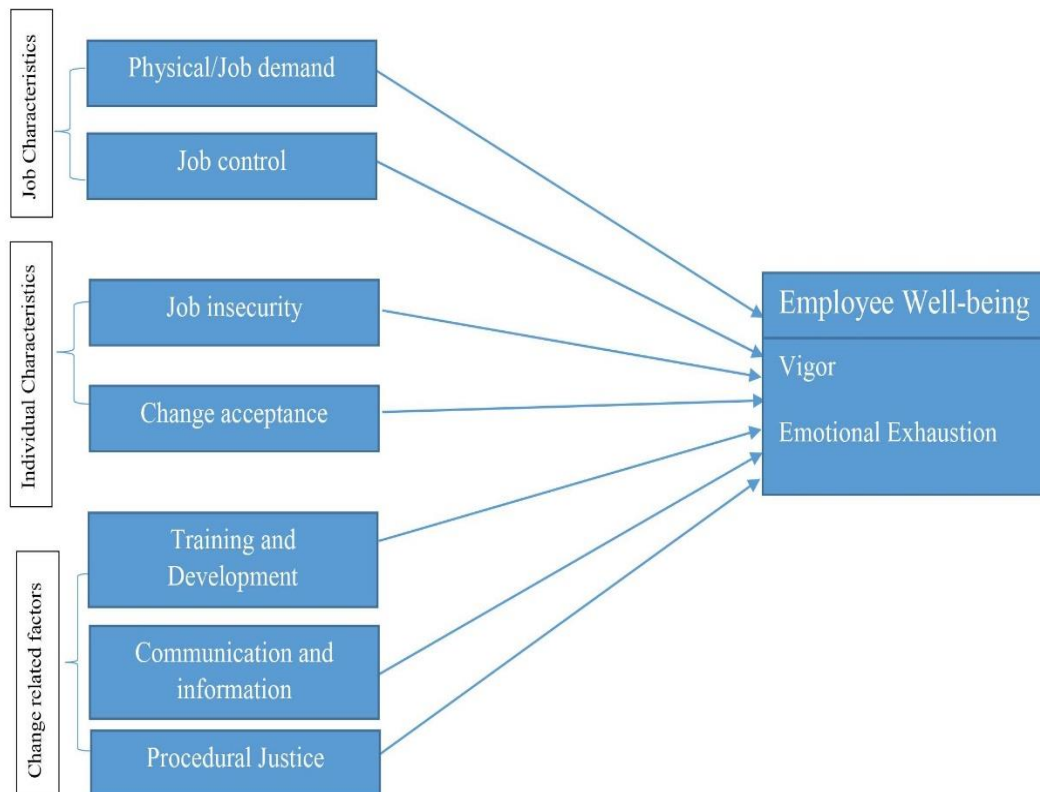 Job Characteristics
Physical/Job demand
Job control
Individual Characteristics
Job insecurity
Change acceptance
Change related factors
Training and
Development
Communication and
information
Procedural Justice
Employee Well-being
Vigor
Emotional Exhaustion